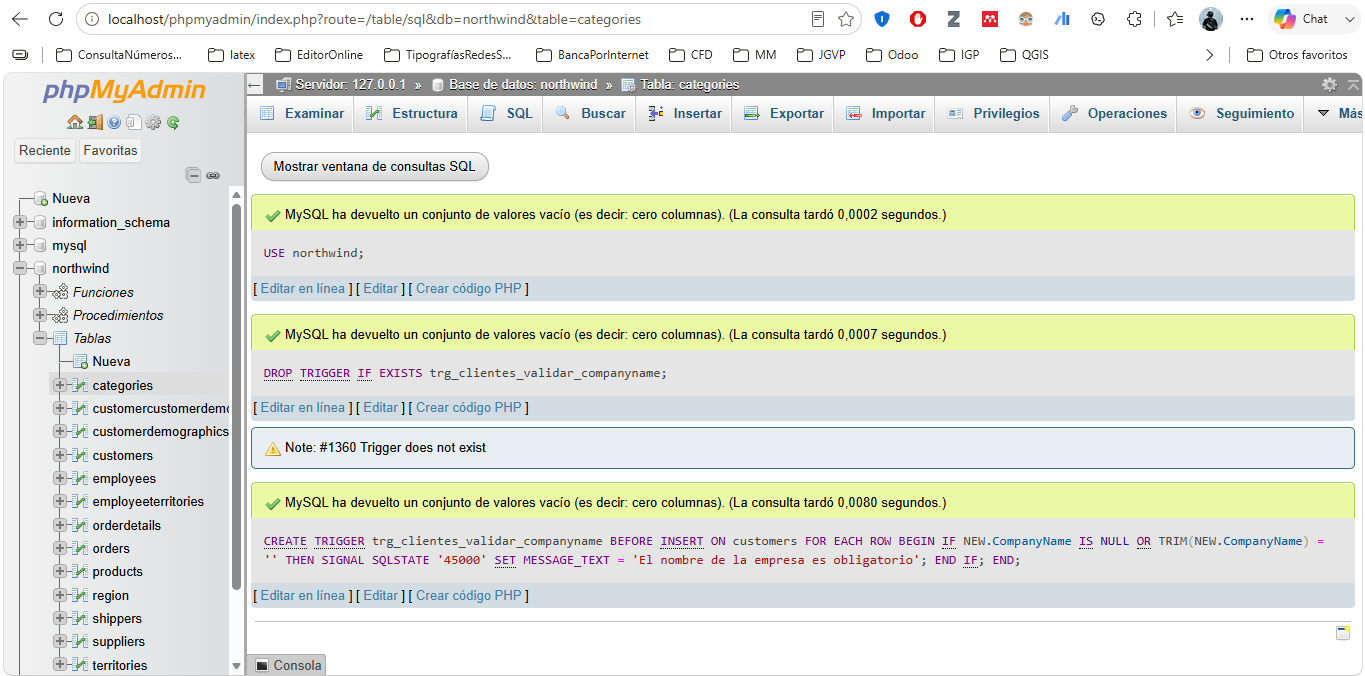 localhost/phpmyadmin/index.php?route=/table/sql&db=northwind&table=categories
Chat
ConsultaNúmeros... latex EditorOnline TipografíasRedesS... BancaPorInternet CFD MM JGVP Odoo IGP QGIS Otros favoritos
phpMyAdmin
Reciente Favoritas
Nueva
information_schema
mysql
northwind
Funciones
Procedimientos
Tablas
Nueva
categories
customercustomerdemo
customerdemographics
customers
employees
employeeterritories
orderdetails
orders
products
region
shippers
suppliers
territories
Servidor: 127.0.0.1 » Base de datos: northwind » Tabla: categories
Examinar Estructura SQL Buscar Insertar Exportar Importar Privilegios Operaciones Seguimiento Más
Mostrar ventana de consultas SQL
MySQL ha devuelto un conjunto de valores vacío (es decir: cero columnas). (La consulta tardó 0,0002 segundos.)
USE northwind;
[ Editar en línea ] [ Editar ] [ Crear código PHP ]
MySQL ha devuelto un conjunto de valores vacío (es decir: cero columnas). (La consulta tardó 0,0007 segundos.)
DROP TRIGGER IF EXISTS trg_clientes_validar_companyname;
[ Editar en línea ] [ Editar ] [ Crear código PHP ]
Note: #1360 Trigger does not exist
MySQL ha devuelto un conjunto de valores vacío (es decir: cero columnas). (La consulta tardó 0,0080 segundos.)
CREATE TRIGGER trg_clientes_validar_companyname BEFORE INSERT ON customers FOR EACH ROW BEGIN IF NEW.CompanyName IS NULL OR TRIM(NEW.CompanyName) =
'' THEN SIGNAL SQLSTATE '45000' SET MESSAGE_TEXT = 'El nombre de la empresa es obligatorio'; END IF; END;
[ Editar en línea ] [ Editar ] [ Crear código PHP ]
Consola